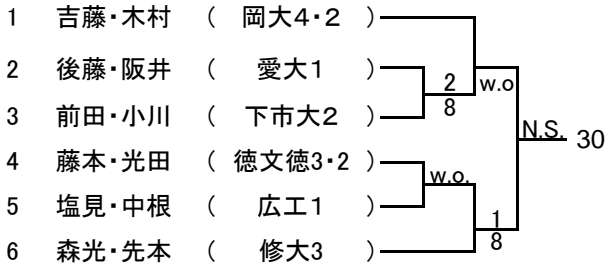 1 吉藤・木村 ( 岡大4・2 )
2 後藤・阪井 ( 愛大1 )
2
8
w.o
3 前田・小川 ( 下市大2 )
N.S. 30
4 藤本・光田 ( 徳文徳3・2 )
w.o.
5 塩見・中根 ( 広工1 )
1
8
6 森光・先本 ( 修大3 )